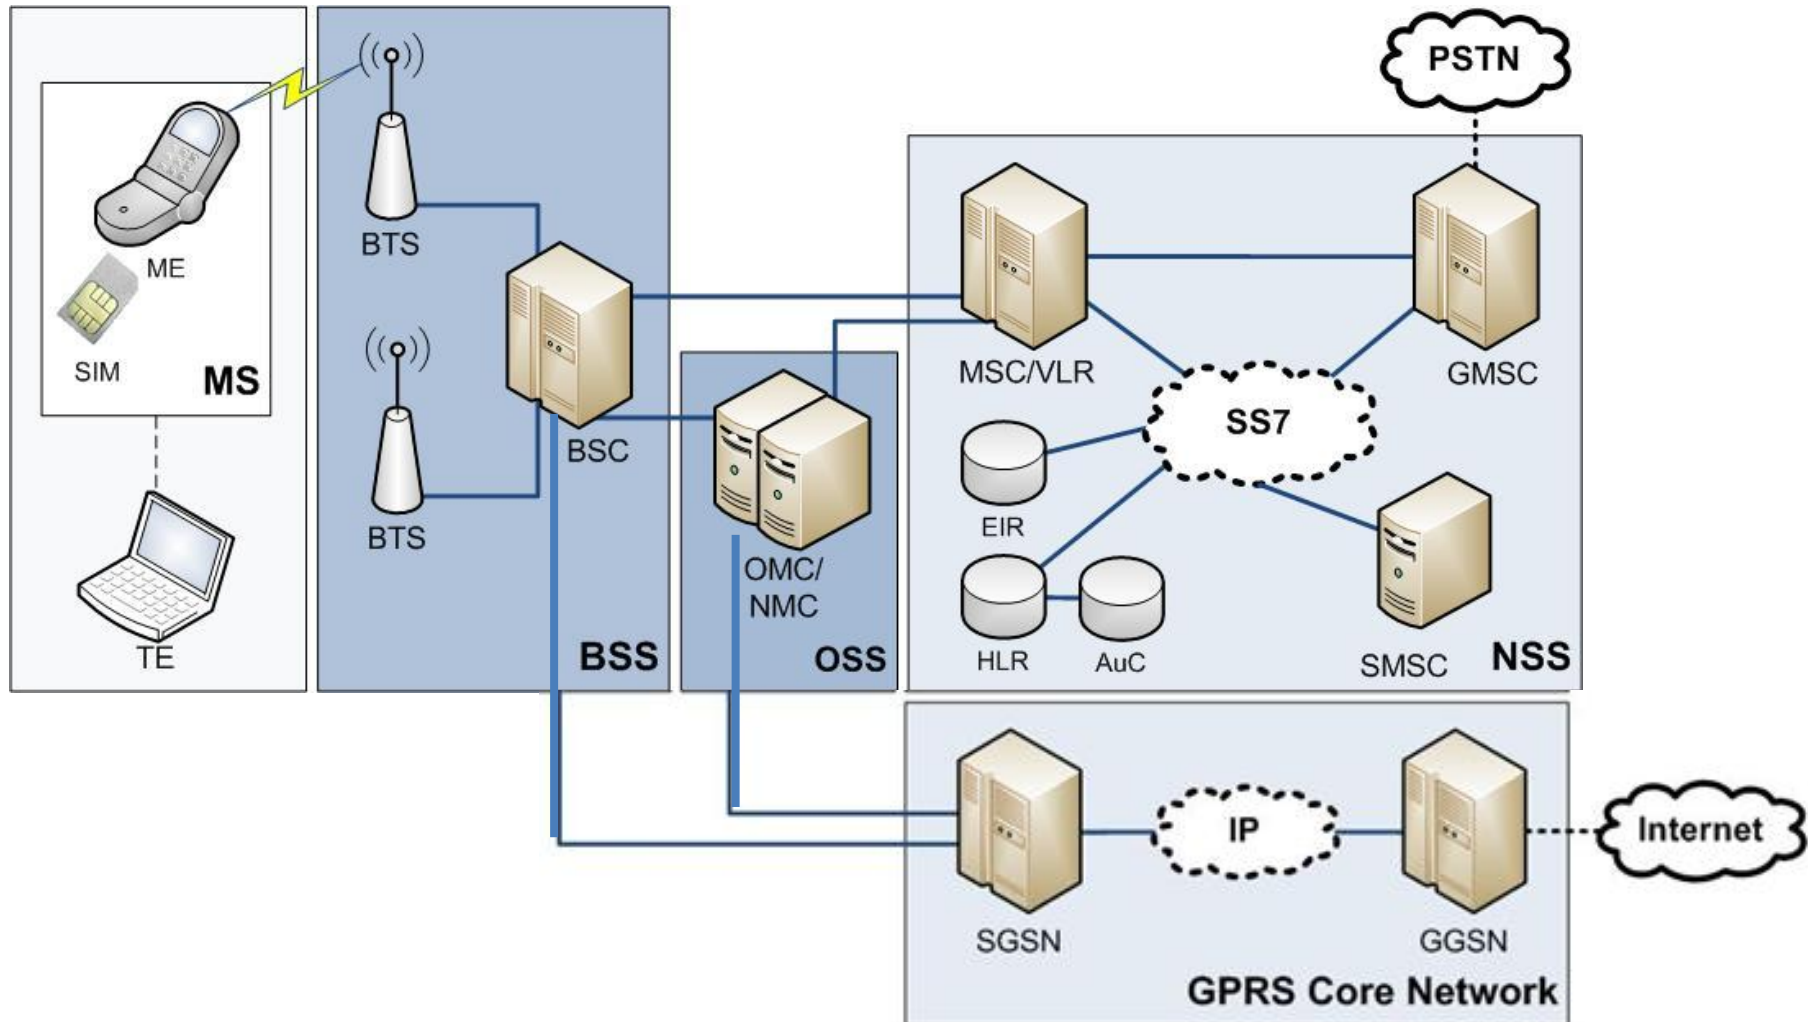 PSTN
ME
SIM
MS
TE
BTS
BTS
BSC
BSS
OMC/
NMC
OSS
MSC/VLR
GMSC
SS7
EIR
HLR
AuC
SMSC
NSS
SGSN
IP
GGSN
Internet
GPRS Core Network